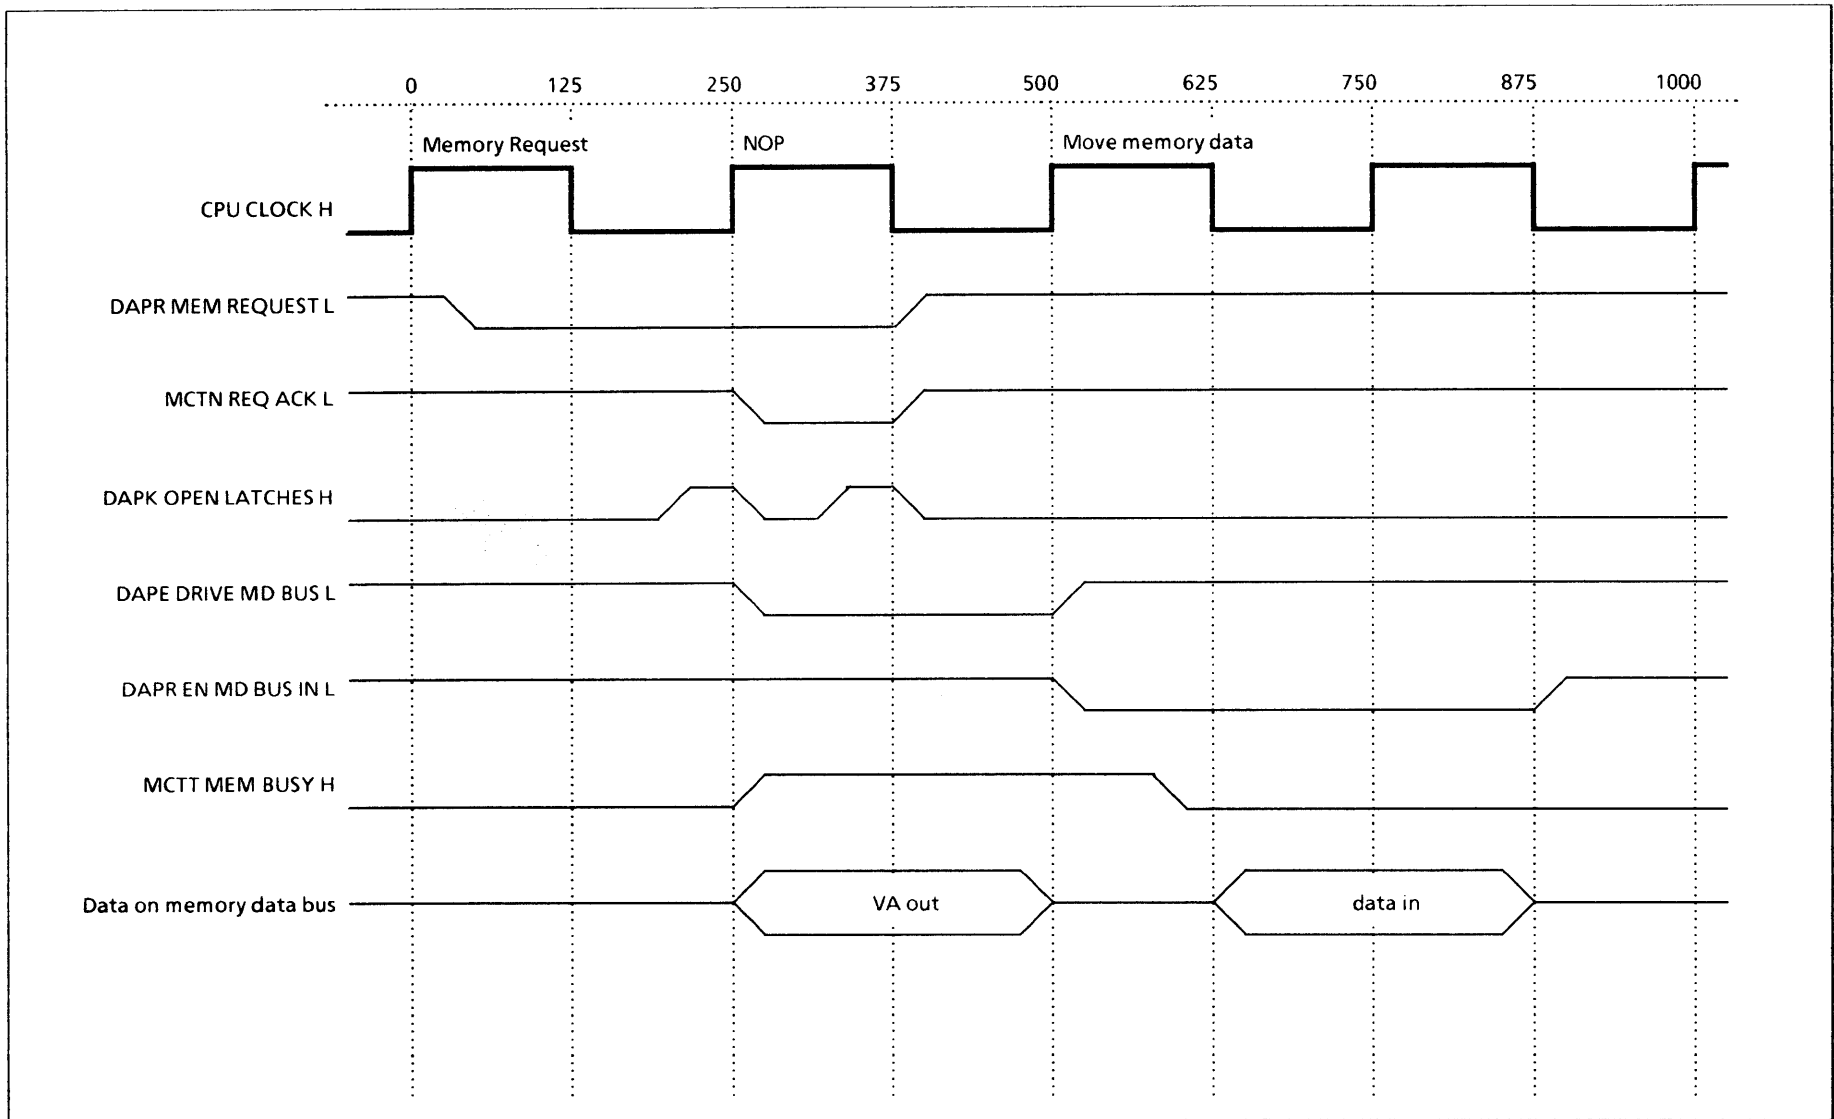 0 125 250 375 500 625 750 875 1000
Memory Request NOP Move memory data
CPU CLOCK H
DAPR MEM REQUEST L
MCTN REQ ACK L
DAPK OPEN LATCHES H
DAPE DRIVE MD BUS L
DAPR EN MD BUS IN L
MCTT MEM BUSY H
Data on memory data bus VA out data in